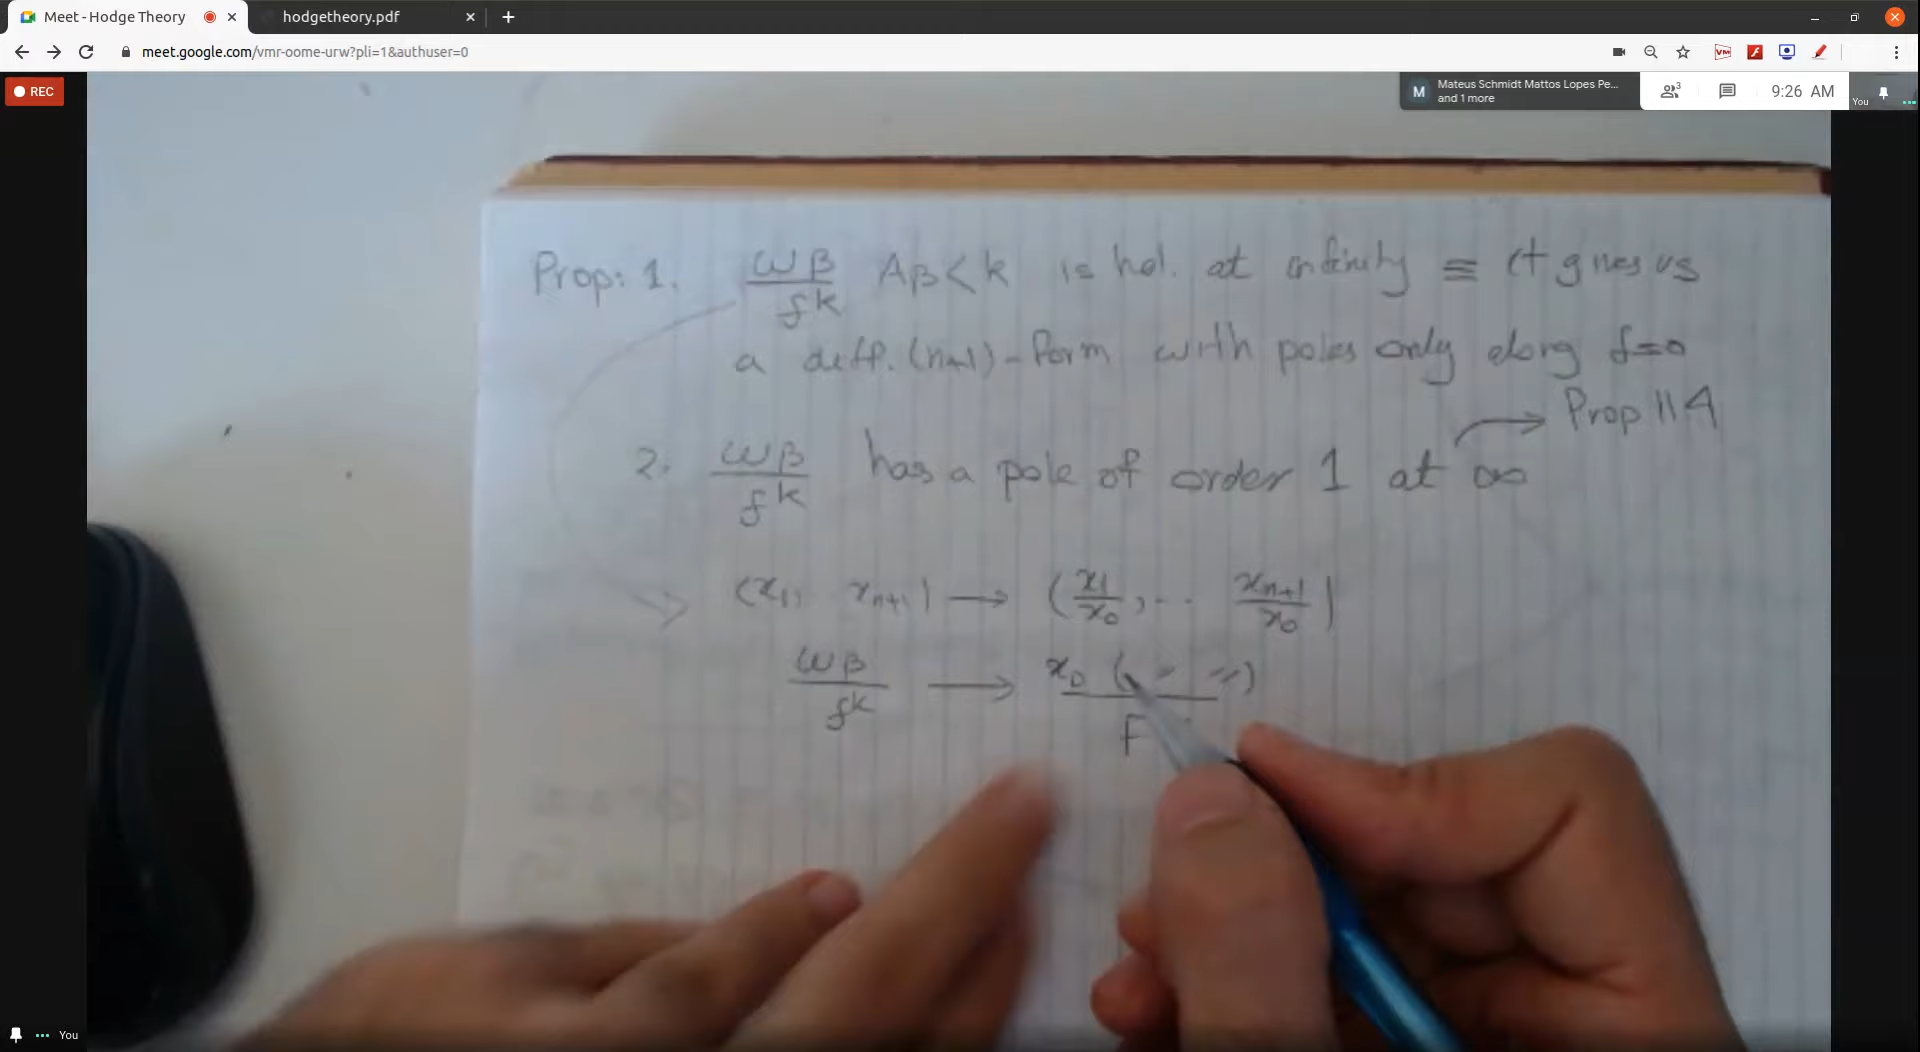 Meet - Hodge Theory
hodgetheory.pdf
meet.google.com/vmr-oome-urw?pli=1&authuser=0
REC
M
Mateus Schmidt Mattos Lopes Pe...
and 1 more
3
9:26 AM
You
Prop: 1. ωβ/f^k Aβ<k is hol. at infinity ≡ it gives us
a diff. (n+1)-form with poles only along f=0
Prop 11.4
2. ωβ/f^k has a pole of order 1 at ∞
(x1, xn+1) → (x1/x0, ... xn+1/x0)
ωβ/f^k → x0 ( = = )/F
You